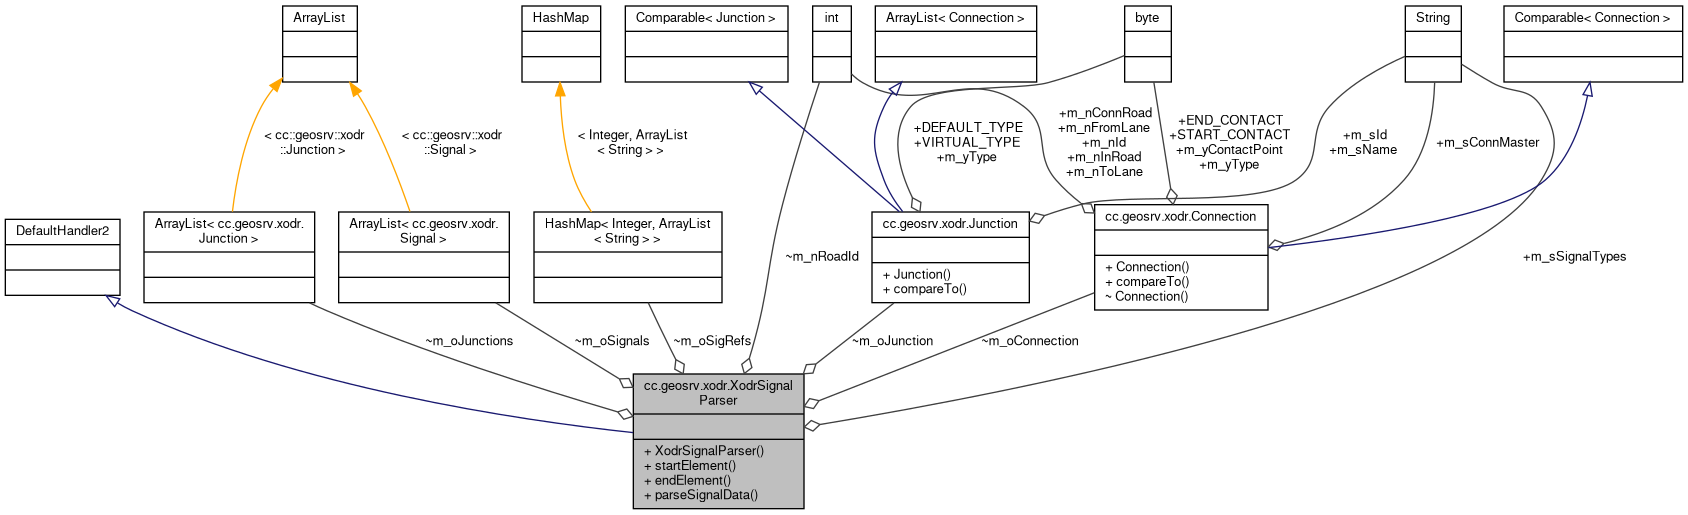 ArrayList
HashMap
Comparable< Junction >
int
ArrayList< Connection >
byte
String
Comparable< Connection >
< cc::geosrv::xodr
::Junction >
< cc::geosrv::xodr
::Signal >
< Integer, ArrayList
< String > >
+DEFAULT_TYPE
+VIRTUAL_TYPE
+m_yType
+m_nConnRoad
+m_nFromLane
+m_nId
+m_nInRoad
+m_nToLane
+END_CONTACT
+START_CONTACT
+m_yContactPoint
+m_yType
+m_sId
+m_sName
+m_sConnMaster
DefaultHandler2
ArrayList< cc.geosrv.xodr.
Junction >
ArrayList< cc.geosrv.xodr.
Signal >
HashMap< Integer, ArrayList
< String > >
~m_nRoadId
cc.geosrv.xodr.Junction
+ Junction()
+ compareTo()
cc.geosrv.xodr.Connection
+ Connection()
+ compareTo()
~ Connection()
+m_sSignalTypes
~m_oJunctions
~m_oSignals
~m_oSigRefs
~m_oJunction
~m_oConnection
cc.geosrv.xodr.XodrSignal
Parser
+ XodrSignalParser()
+ startElement()
+ endElement()
+ parseSignalData()